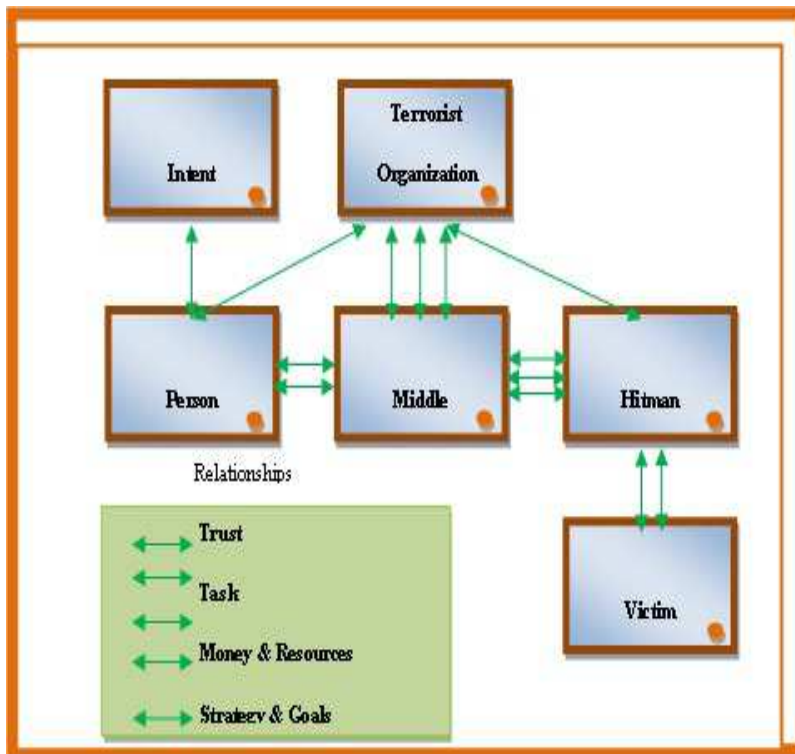 Intent
Terrorist
Organization
Person
Middle
Hitman
Relationships
Trust
Task
Money & Resources
Strategy & Goals
Victim